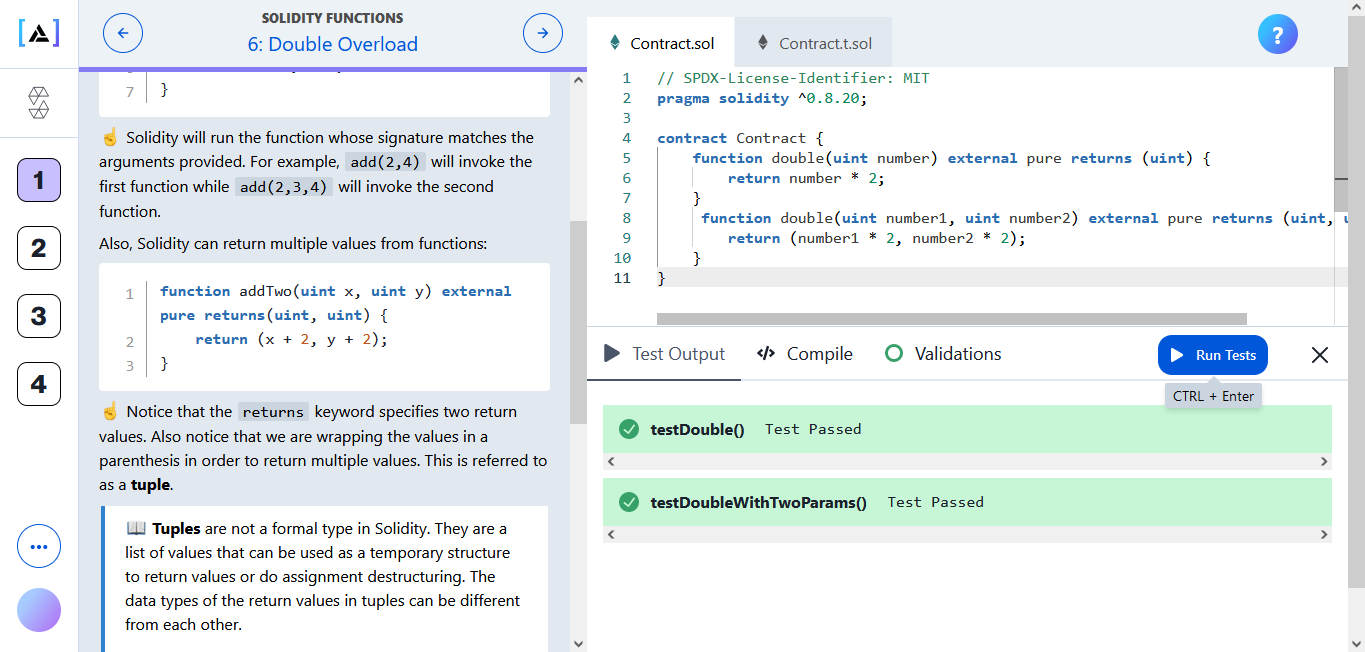 SOLIDITY FUNCTIONS
6: Double Overload
1
2
3
4
7 }
☝ Solidity will run the function whose signature matches the
arguments provided. For example, add(2,4) will invoke the
first function while add(2,3,4) will invoke the second
function.
Also, Solidity can return multiple values from functions:
1 function addTwo(uint x, uint y) external
pure returns(uint, uint) {
2 return (x + 2, y + 2);
3 }
☝ Notice that the returns keyword specifies two return
values. Also notice that we are wrapping the values in a
parenthesis in order to return multiple values. This is referred to
as a tuple.
📖 Tuples are not a formal type in Solidity. They are a
list of values that can be used as a temporary structure
to return values or do assignment destructuring. The
data types of the return values in tuples can be different
from each other.
Contract.sol
Contract.t.sol
?
1 // SPDX-License-Identifier: MIT
2 pragma solidity ^0.8.20;
3
4 contract Contract {
5 function double(uint number) external pure returns (uint) {
6 return number * 2;
7 }
8 function double(uint number1, uint number2) external pure returns (uint,
9 return (number1 * 2, number2 * 2);
10 }
11 }
Test Output
Compile
Validations
Run Tests
CTRL + Enter
testDouble() Test Passed
testDoubleWithTwoParams() Test Passed